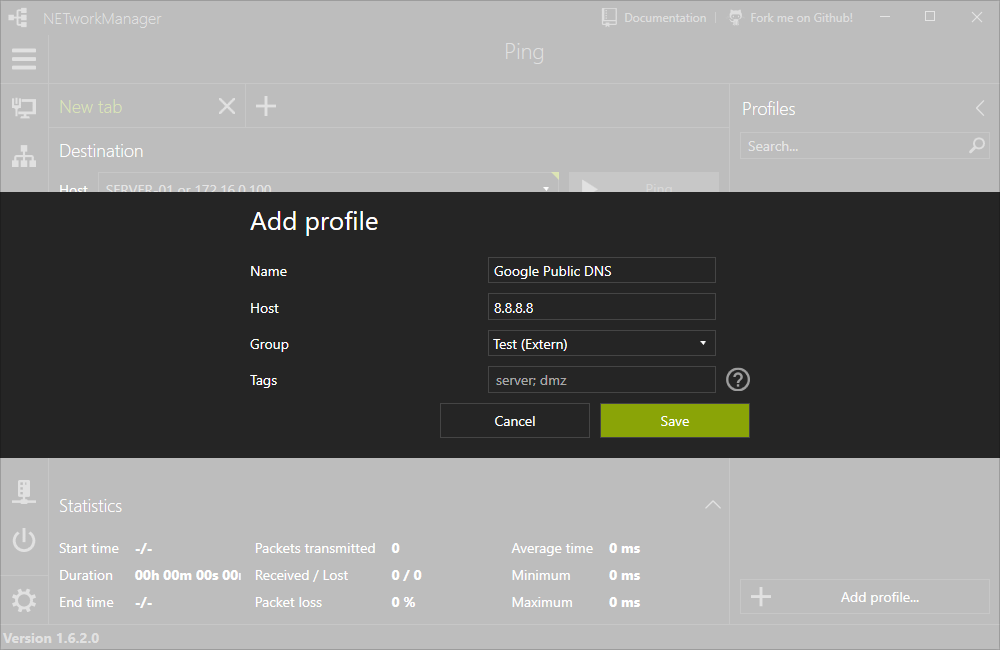 NETworkManager
Documentation
Fork me on Github!
Ping
New tab
Profiles
Destination
Search...
Host SERVER-01 or 172.16.0.100 Ping
Add profile
Name Google Public DNS
Host 8.8.8.8
Group Test (Extern)
Tags server; dmz
Cancel Save
Statistics
Start time -/- Packets transmitted 0 Average time 0 ms
Duration 00h 00m 00s 00 Received / Lost 0 / 0 Minimum 0 ms
End time -/- Packet loss 0 % Maximum 0 ms
Add profile...
Version 1.6.2.0